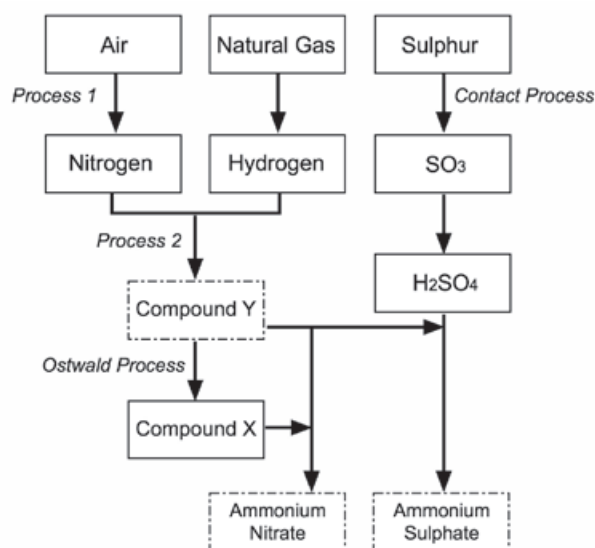 Air
Natural Gas
Sulphur
Process 1
Contact Process
Nitrogen
Hydrogen
SO3
Process 2
H2SO4
Compound Y
Ostwald Process
Compound X
Ammonium
Nitrate
Ammonium
Sulphate